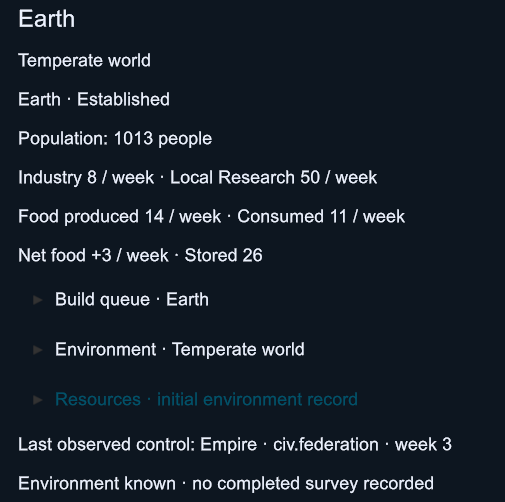 Earth
Temperate world
Earth · Established
Population: 1013 people
Industry 8 / week · Local Research 50 / week
Food produced 14 / week · Consumed 11 / week
Net food +3 / week · Stored 26
► Build queue · Earth
► Environment · Temperate world
► Resources · initial environment record
Last observed control: Empire · civ.federation · week 3
Environment known · no completed survey recorded